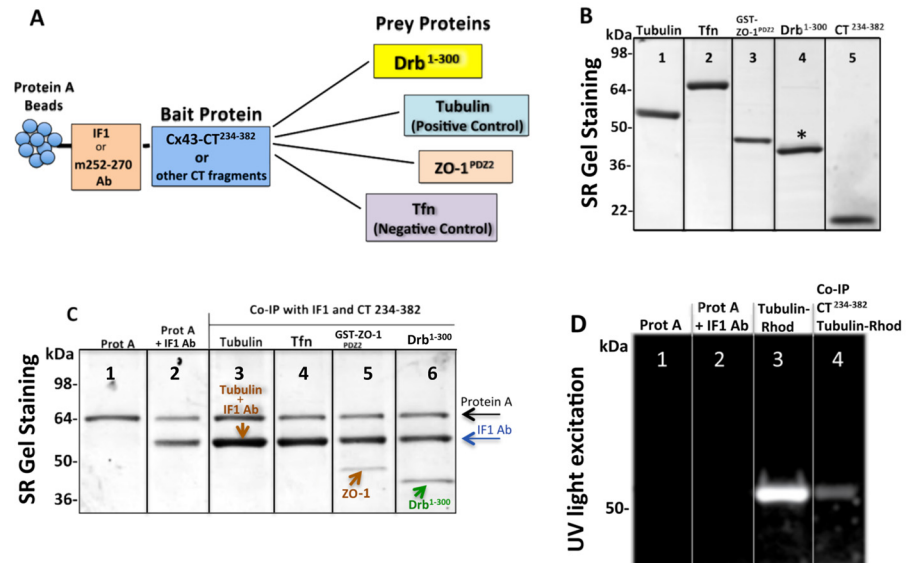 A
Prey Proteins
Protein A
Beads
IF1
or
m252-270
Ab
Bait Protein
Cx43-CT234-382
or
other CT fragments
Drb1-300
Tubulin
(Positive Control)
ZO-1PDZ2
Tfn
(Negative Control)
B
SR Gel Staining
kDa
98-
64-
50-
36-
22-
Tubulin
Tfn
GST-
ZO-1PDZ2
Drb1-300
CT234-382
1 2 3 4 5
*
C
Co-IP with IF1 and CT 234-382
SR Gel Staining
kDa
98-
64-
50-
36-
Prot A
Prot A
+ IF1 Ab
Tubulin
Tfn
GST-ZO-1
PDZ2
Drb1-300
1 2 3 4 5 6
Tubulin
+
IF1 Ab
Protein A
IF1 Ab
ZO-1
Drb1-300
D
UV light excitation
kDa
50-
Prot A
Prot A
+ IF1 Ab
Tubulin-
Rhod
Co-IP
CT234-382
Tubulin-Rhod
1 2 3 4